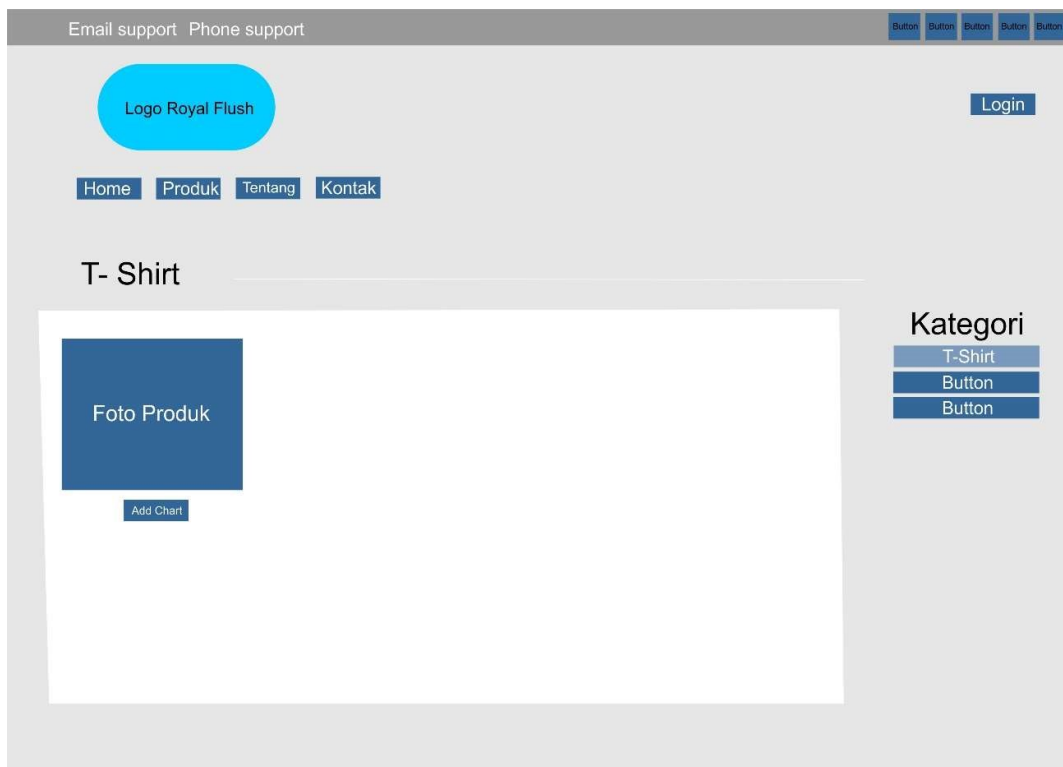 Email support Phone support
Button Button Button Button Button
Logo Royal Flush
Login
Home Produk Tentang Kontak
T- Shirt
Kategori
T-Shirt
Button
Button
Foto Produk
Add Chart